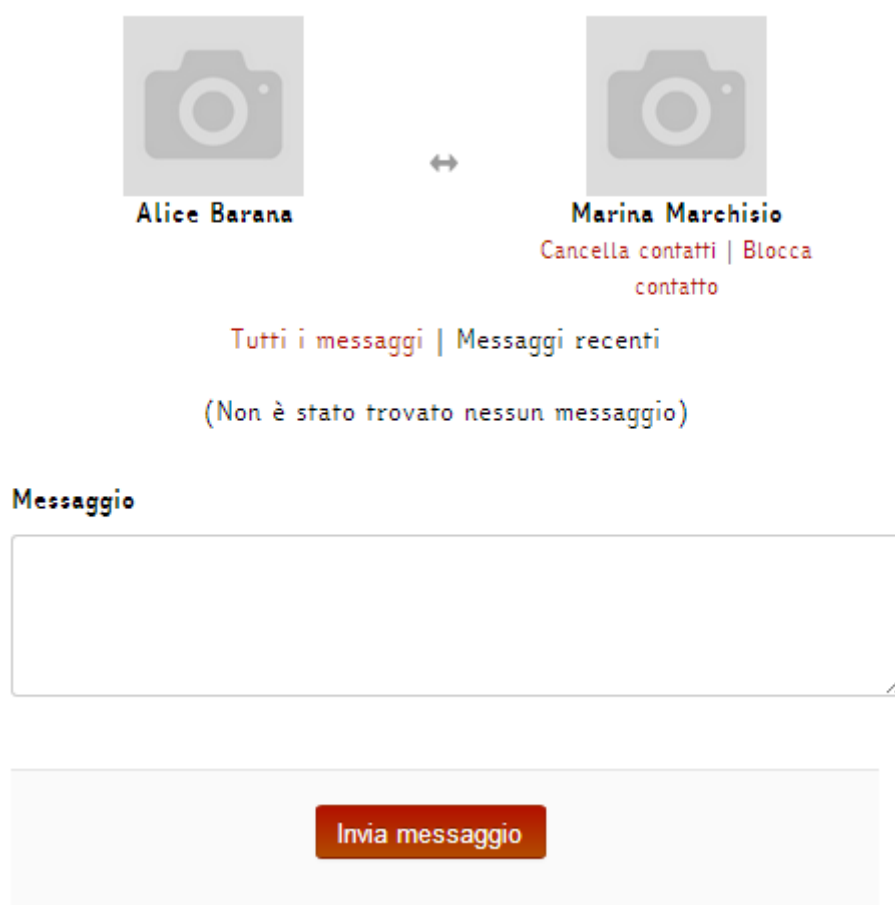 Alice Barana
Marina Marchisio
Cancella contatti | Blocca
contatto
Tutti i messaggi | Messaggi recenti
(Non è stato trovato nessun messaggio)
Messaggio
Invia messaggio